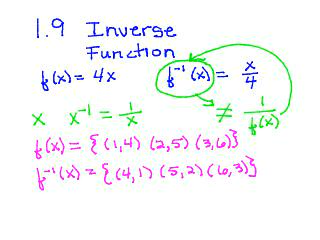 1.9 Inverse
Function
f(x) = 4x f⁻¹(x) = x/4
x x⁻¹ = 1/x ≠ 1/f(x)
f(x) = {(1,4) (2,5) (3,6)}
f⁻¹(x) = {(4,1) (5,2) (6,3)}